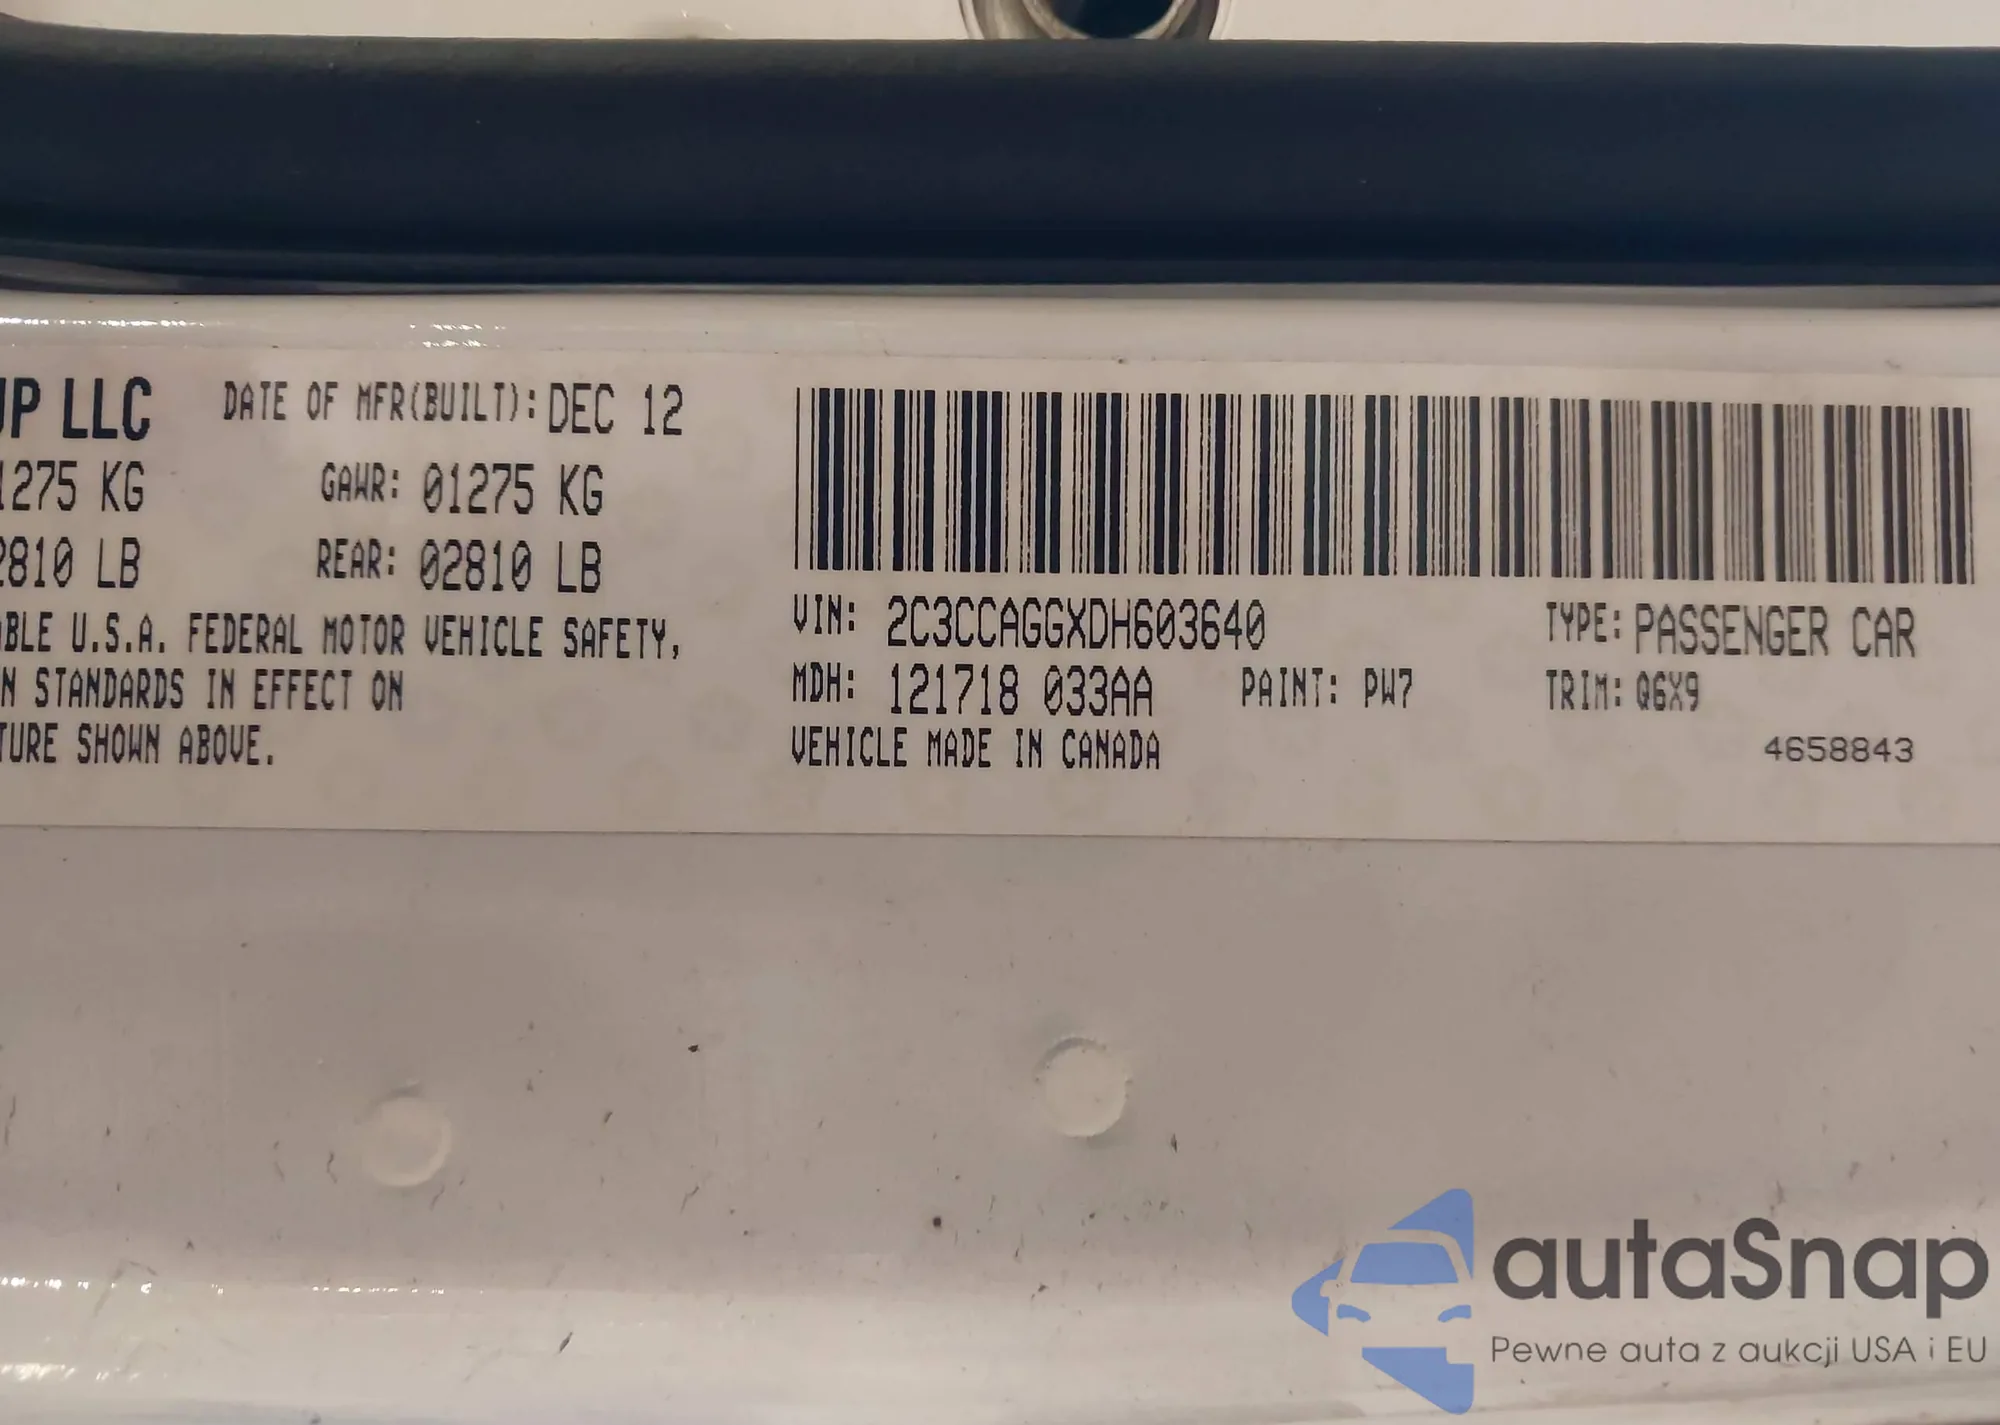 UP LLC DATE OF MFR(BUILT): DEC 12
1275 KG GAWR: 01275 KG
2810 LB REAR: 02810 LB
ABLE U.S.A. FEDERAL MOTOR VEHICLE SAFETY,
N STANDARDS IN EFFECT ON
TURE SHOWN ABOVE.
VIN: 2C3CCAGGXDH603640 TYPE: PASSENGER CAR
MDH: 121718 033AA PAINT: PW7 TRIM: Q6X9
VEHICLE MADE IN CANADA
4658843
autaSnap
Pewne auta z aukcji USA i EU